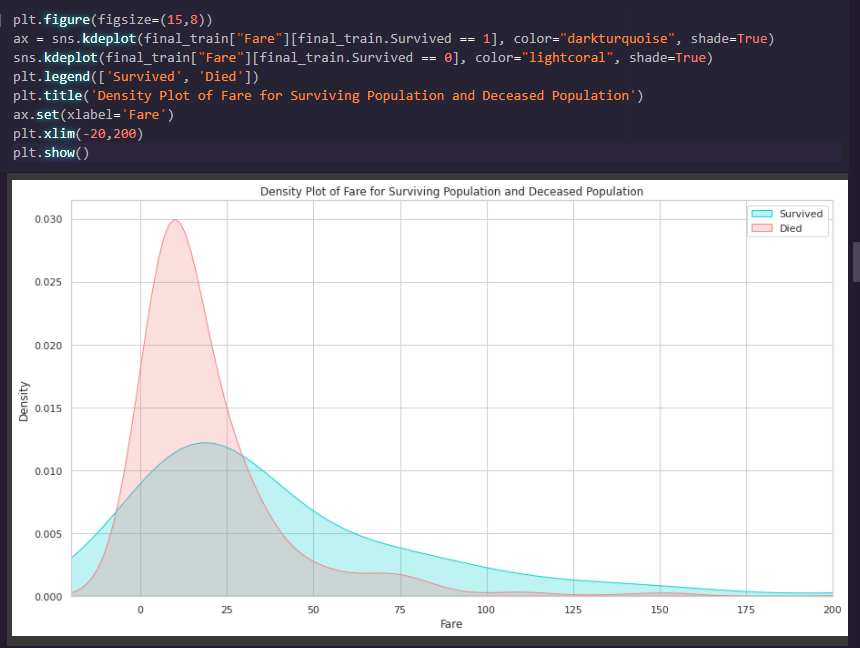 plt.figure(figsize=(15,8))
ax = sns.kdeplot(final_train["Fare"][final_train.Survived == 1], color="darkturquoise", shade=True)
sns.kdeplot(final_train["Fare"][final_train.Survived == 0], color="lightcoral", shade=True)
plt.legend(['Survived', 'Died'])
plt.title('Density Plot of Fare for Surviving Population and Deceased Population')
ax.set(xlabel='Fare')
plt.xlim(-20,200)
plt.show()
Density Plot of Fare for Surviving Population and Deceased Population
Survived
Died
Density
0.030
0.025
0.020
0.015
0.010
0.005
0.000
0 25 50 75 100 125 150 175 200
Fare